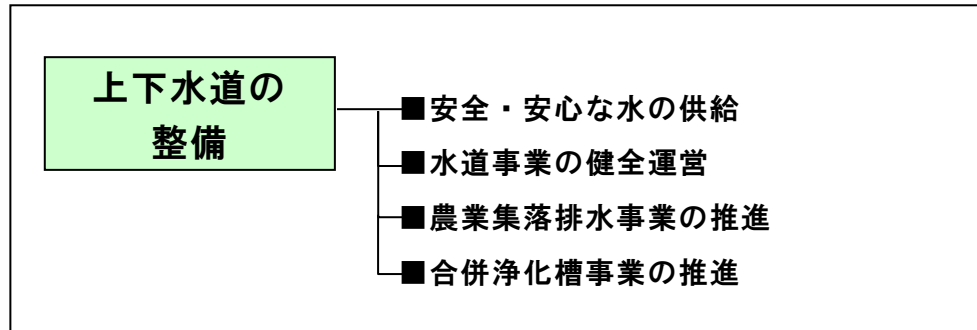 上下水道の
整備
■安全・安心な水の供給
■水道事業の健全運営
■農業集落排水事業の推進
■合併浄化槽事業の推進